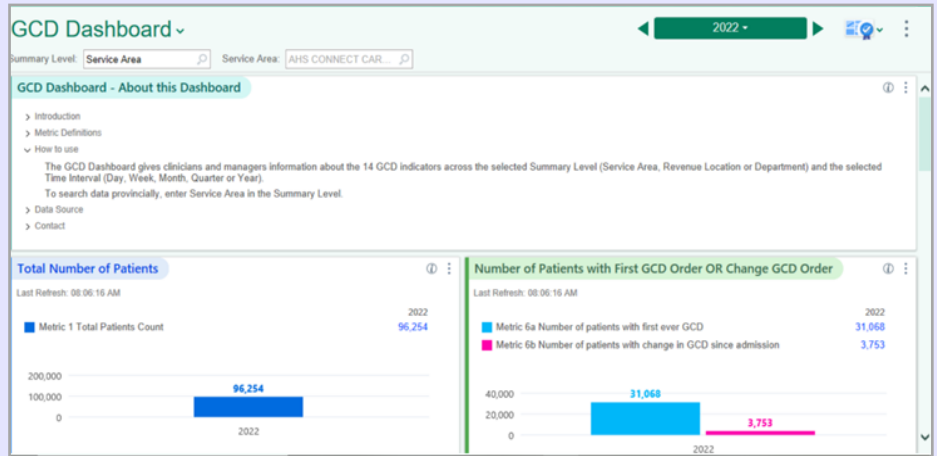 GCD Dashboard
2022
Summary Level: Service Area Service Area: AHS CONNECT CAR...
GCD Dashboard - About this Dashboard
Introduction
Metric Definitions
How to use
The GCD Dashboard gives clinicians and managers information about the 14 GCD indicators across the selected Summary Level (Service Area, Revenue Location or Department) and the selected
Time Interval (Day, Week, Month, Quarter or Year).
To search data provincially, enter Service Area in the Summary Level.
Data Source
Contact
Total Number of Patients
Last Refresh: 08:06:16 AM
2022
Metric 1 Total Patients Count 96,254
200,000
100,000
0
96,254
2022
Number of Patients with First GCD Order OR Change GCD Order
Last Refresh: 08:06:16 AM
2022
Metric 6a Number of patients with first ever GCD 31,068
Metric 6b Number of patients with change in GCD since admission 3,753
40,000
20,000
0
31,068
3,753
2022